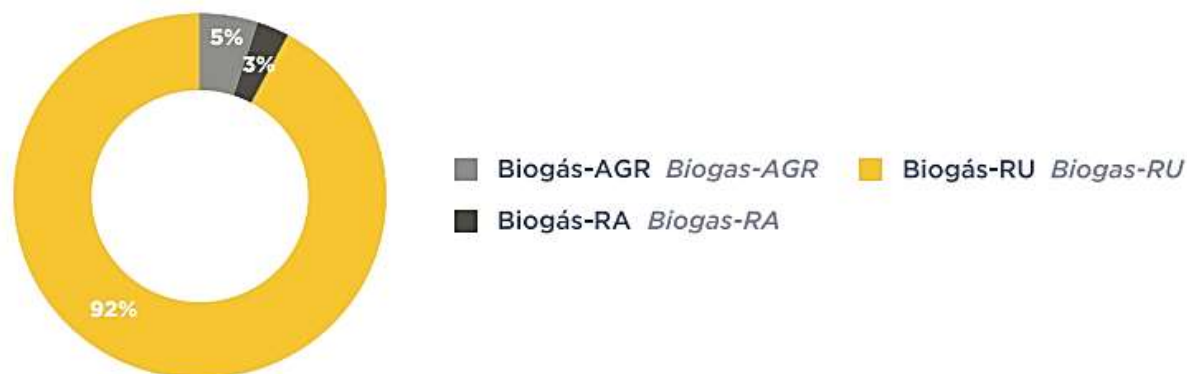 5%
3%
92%
Biogás-AGR Biogas-AGR
Biogás-RU Biogas-RU
Biogás-RA Biogas-RA